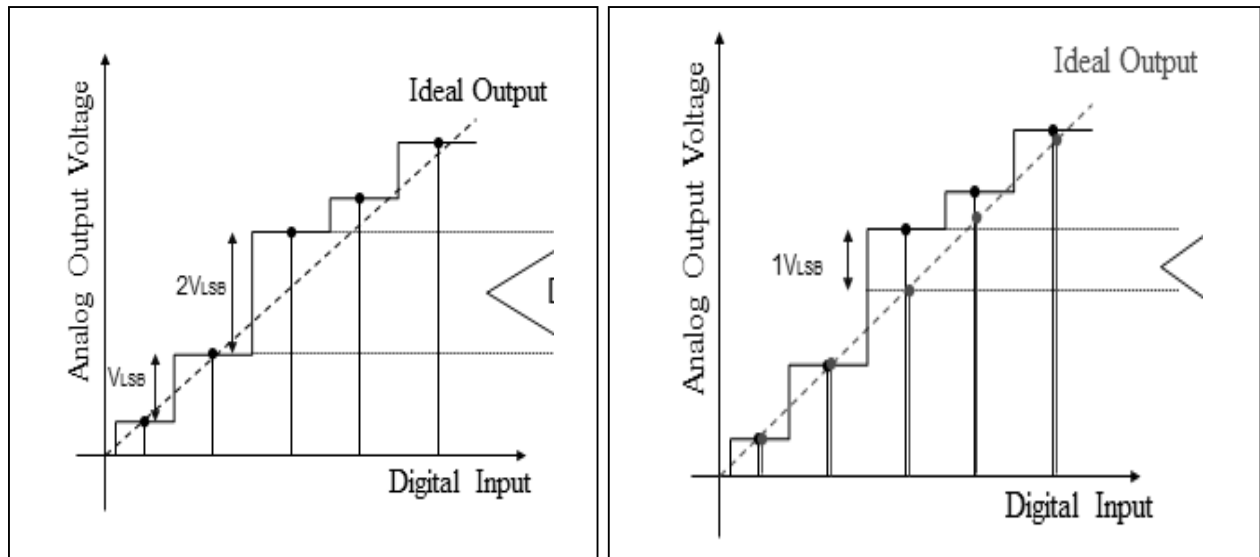 Ideal Output
Analog Output Voltage
2VLSB
VLSB
Digital Input
Ideal Output
Analog Output Voltage
1VLSB
Digital Input